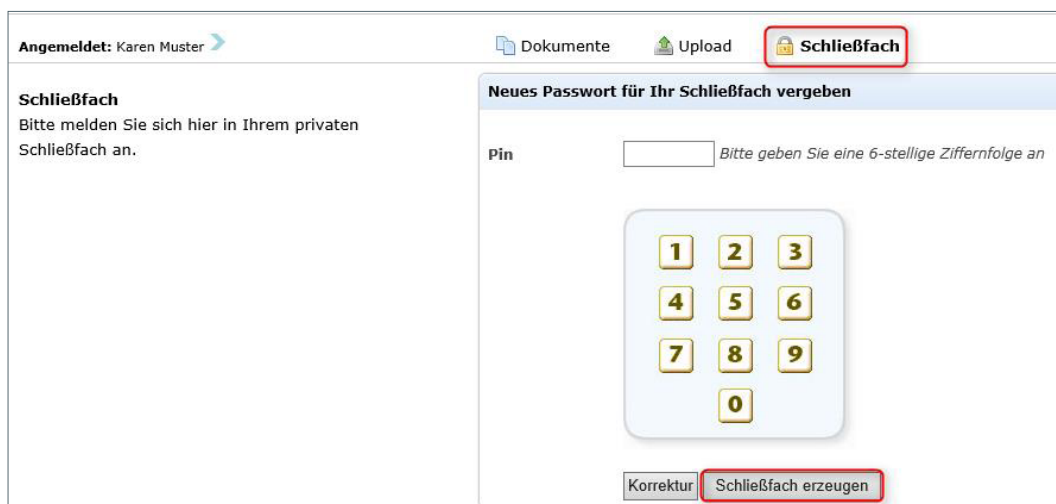 Angemeldet: Karen Muster
Dokumente Upload Schließfach
Schließfach
Bitte melden Sie sich hier in Ihrem privaten
Schließfach an.
Neues Passwort für Ihr Schließfach vergeben
Pin Bitte geben Sie eine 6-stellige Ziffernfolge an
1 2 3
4 5 6
7 8 9
0
Korrektur Schließfach erzeugen